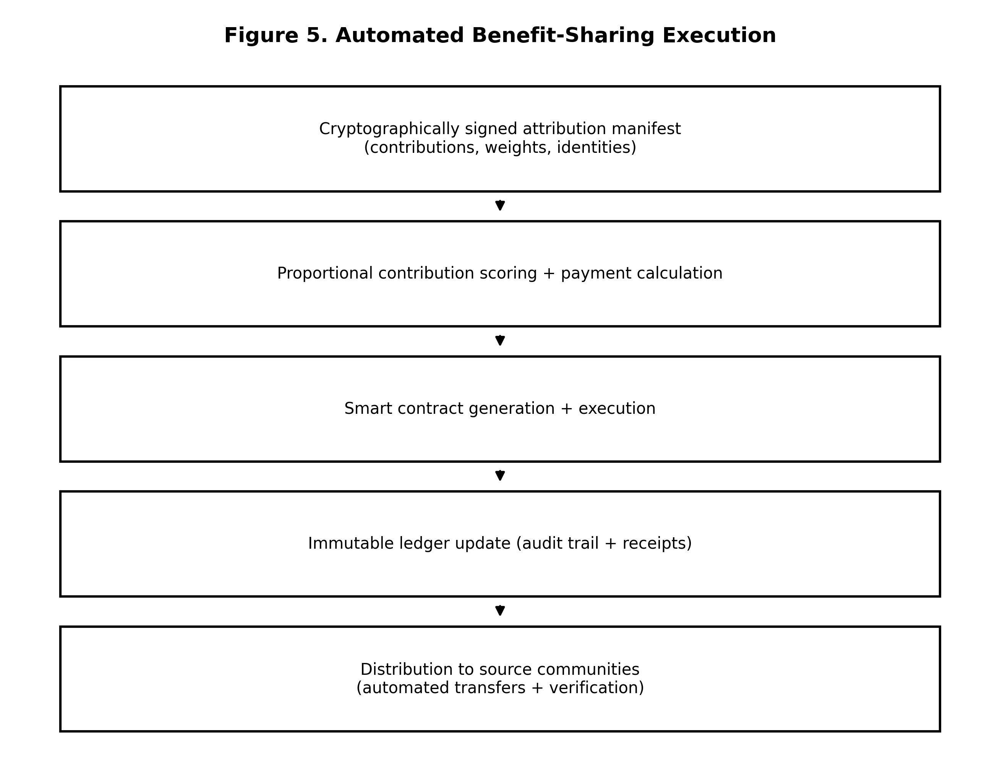 Figure 5. Automated Benefit-Sharing Execution
Cryptographically signed attribution manifest
(contributions, weights, identities)
Proportional contribution scoring + payment calculation
Smart contract generation + execution
Immutable ledger update (audit trail + receipts)
Distribution to source communities
(automated transfers + verification)